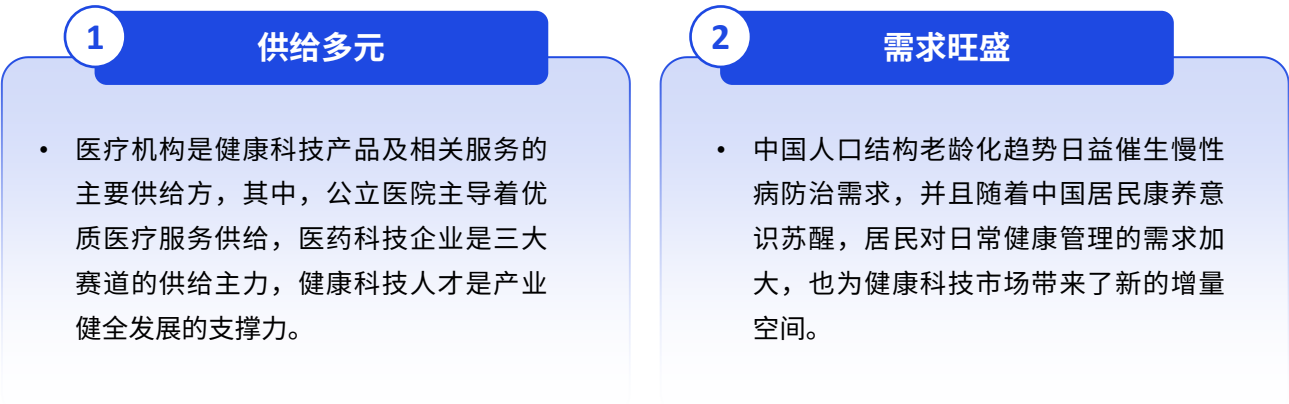 1
供给多元
• 医疗机构是健康科技产品及相关服务的
主要供给方，其中，公立医院主导着优
质医疗服务供给，医药科技企业是三大
赛道的供给主力，健康科技人才是产业
健全发展的支撑力。
2
需求旺盛
• 中国人口结构老龄化趋势日益催生慢性
病防治需求，并且随着中国居民康养意
识苏醒，居民对日常健康管理的需求加
大，也为健康科技市场带来了新的增量
空间。